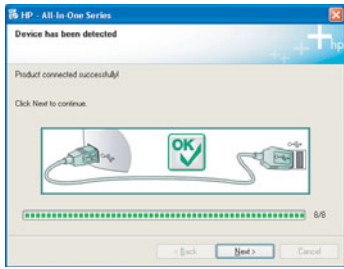 HP - All-In-One Series
Device has been detected
hp
Product connected successfully!
Click Next to continue.
OK
8/8
< Back
Next >
Cancel